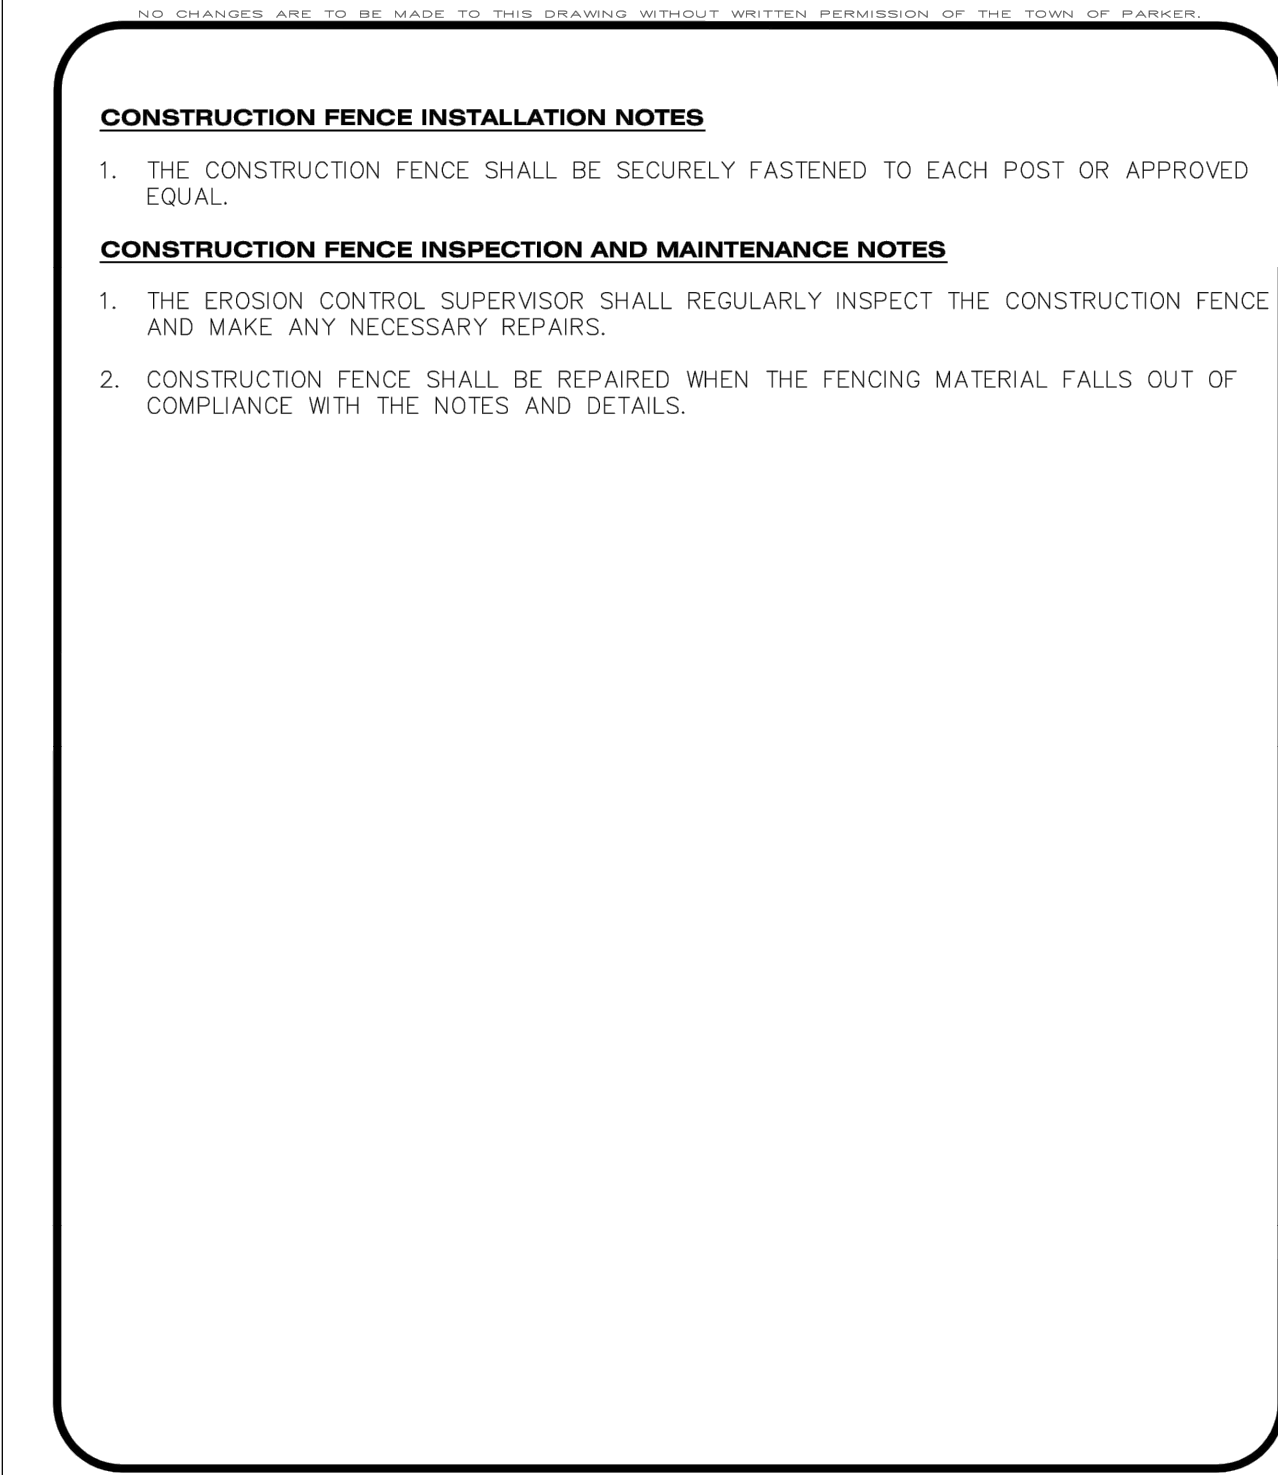 NO CHANGES ARE TO BE MADE TO THIS DRAWING WITHOUT WRITTEN PERMISSION OF THE TOWN OF PARKER.
CONSTRUCTION FENCE INSTALLATION NOTES
1. THE CONSTRUCTION FENCE SHALL BE SECURELY FASTENED TO EACH POST OR APPROVED
EQUAL.
CONSTRUCTION FENCE INSPECTION AND MAINTENANCE NOTES
1. THE EROSION CONTROL SUPERVISOR SHALL REGULARLY INSPECT THE CONSTRUCTION FENCE
AND MAKE ANY NECESSARY REPAIRS.
2. CONSTRUCTION FENCE SHALL BE REPAIRED WHEN THE FENCING MATERIAL FALLS OUT OF
COMPLIANCE WITH THE NOTES AND DETAILS.